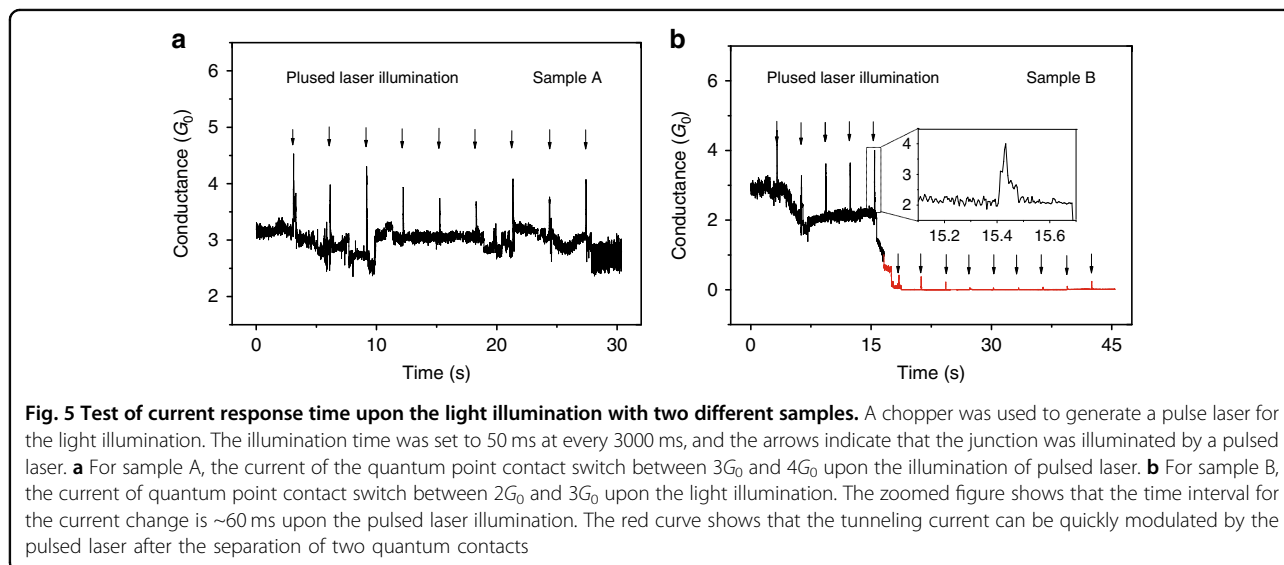 a
Plused laser illumination Sample A
6
5
4
3
2
Conductance (G0)
0 10 20 30
Time (s)
b
Plused laser illumination Sample B
6
4
2
0
Conductance (G0)
4
3
2
15.2 15.4 15.6
0 15 30 45
Time (s)
Fig. 5 Test of current response time upon the light illumination with two different samples. A chopper was used to generate a pulse laser for
the light illumination. The illumination time was set to 50 ms at every 3000 ms, and the arrows indicate that the junction was illuminated by a pulsed
laser. a For sample A, the current of the quantum point contact switch between 3G0 and 4G0 upon the illumination of pulsed laser. b For sample B,
the current of quantum point contact switch between 2G0 and 3G0 upon the light illumination. The zoomed figure shows that the time interval for
the current change is ~60 ms upon the pulsed laser illumination. The red curve shows that the tunneling current can be quickly modulated by the
pulsed laser after the separation of two quantum contacts